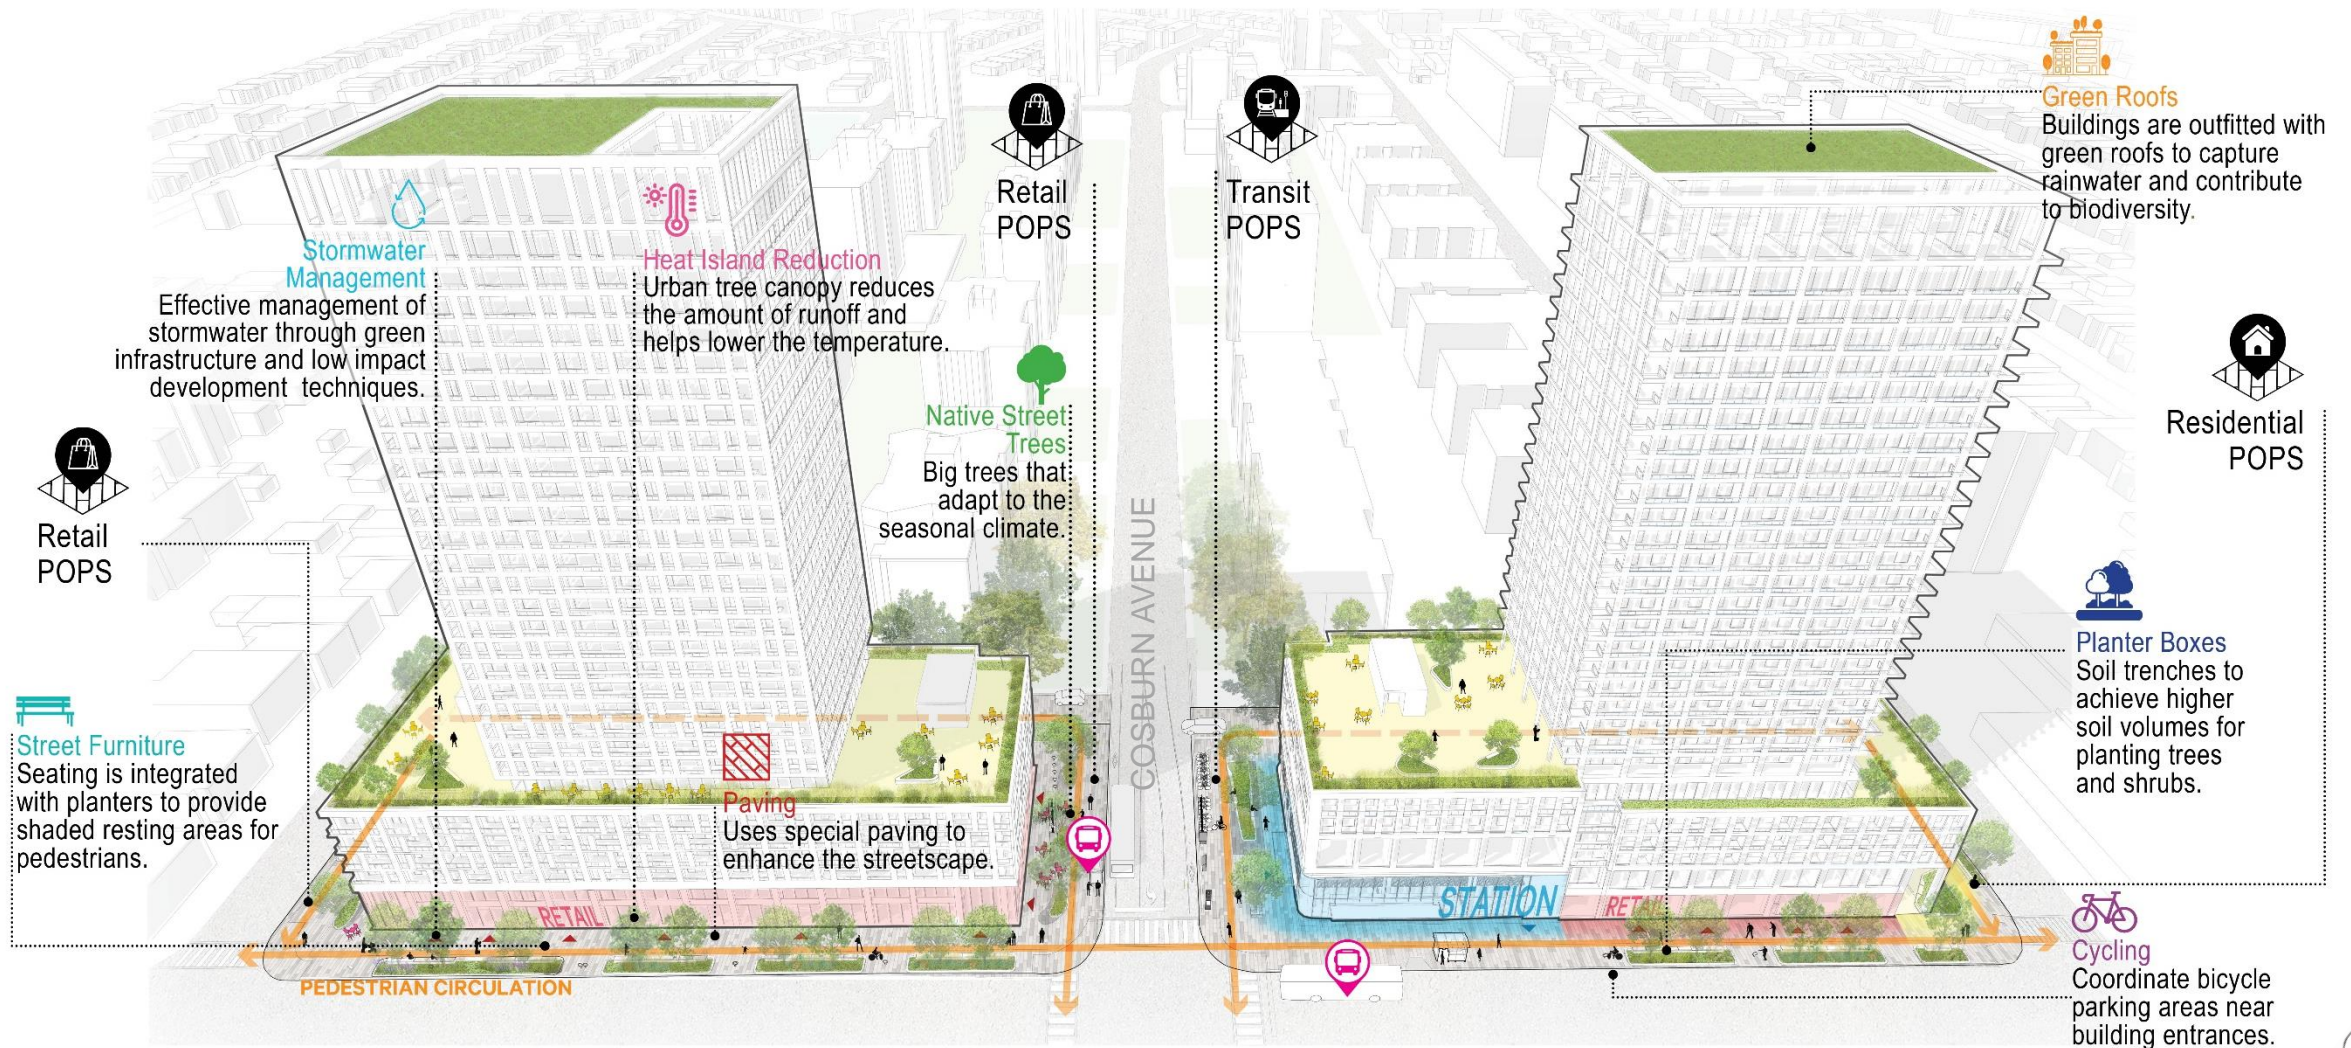 Green Roofs
Buildings are outfitted with
green roofs to capture
rainwater and contribute
to biodiversity.
Retail
POPS
Transit
POPS
Stormwater
Management
Effective management of
stormwater through green
infrastructure and low impact
development techniques.
Heat Island Reduction
Urban tree canopy reduces
the amount of runoff and
helps lower the temperature.
Native Street
Trees
Big trees that
adapt to the
seasonal climate.
Residential
POPS
Retail
POPS
COSBURN AVENUE
Planter Boxes
Soil trenches to
achieve higher
soil volumes for
planting trees
and shrubs.
Street Furniture
Seating is integrated
with planters to provide
shaded resting areas for
pedestrians.
Paving
Uses special paving to
enhance the streetscape.
RETAIL
STATION
RETAIL
PEDESTRIAN CIRCULATION
Cycling
Coordinate bicycle
parking areas near
building entrances.